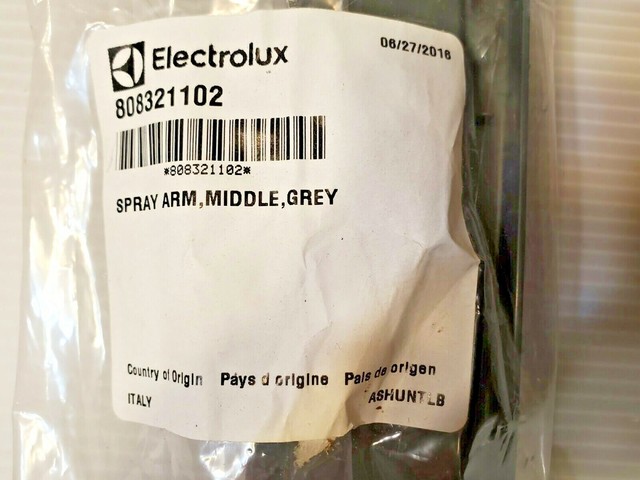 Electrolux
06/27/2016
808321102
*808321102*
SPRAY ARM,MIDDLE,GREY
Country of Origin Pays d origine Pais de origen
ITALY ASHUNTLB